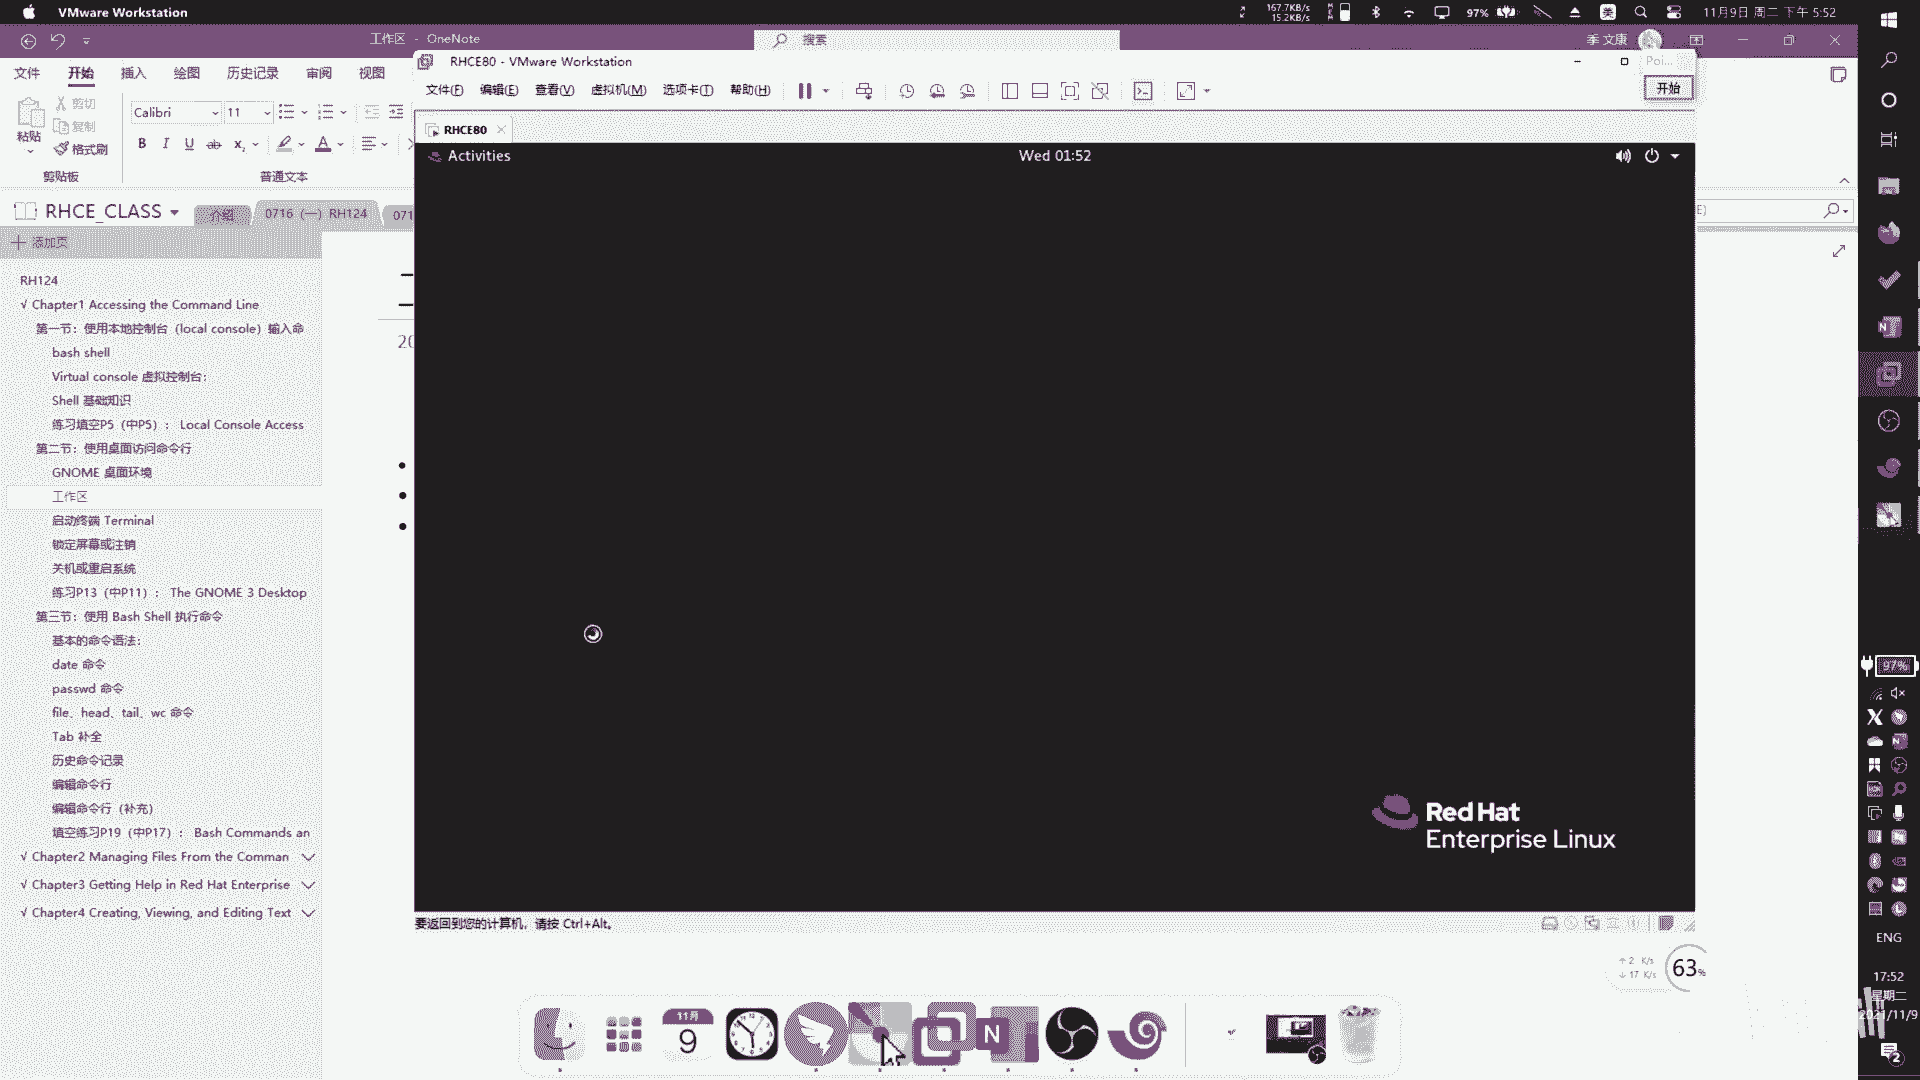 VMware Workstation
167.7KB/s
15.2KB/s
97%
美
11月9日 周二 下午 5:52
工作区 - OneNote
搜索
季 文康
文件
开始
插入
绘图
历史记录
审阅
视图
粘贴
剪切
复制
格式刷
剪贴板
Calibri
11
普通文本
RHCE_CLASS
介绍
0716 (一) RH124
071
添加页
RH124
√ Chapter1 Accessing the Command Line
第一节：使用本地控制台（local console）输入命
bash shell
Virtual console 虚拟控制台：
Shell 基础知识
练习填空P5（中P5）： Local Console Access
第二节：使用桌面访问命令行
GNOME 桌面环境
工作区
启动终端 Terminal
锁定屏幕或注销
关机或重启系统
练习P13（中P11）： The GNOME 3 Desktop
第三节：使用 Bash Shell 执行命令
基本的命令语法：
date 命令
passwd 命令
file、head、tail、wc 命令
Tab 补全
历史命令记录
编辑命令行
编辑命令行（补充）
填空练习P19（中P17）： Bash Commands an
√ Chapter2 Managing Files From the Comman
√ Chapter3 Getting Help in Red Hat Enterprise
√ Chapter4 Creating, Viewing, and Editing Text
20
RHCE80 - VMware Workstation
Poi...
开始
文件(F)
编辑(E)
查看(V)
虚拟机(M)
选项卡(T)
帮助(H)
RHCE80
Activities
Wed 01:52
Red Hat
Enterprise Linux
要返回到您的计算机，请按 Ctrl+Alt。
E)
↑ 2 K/s
↓ 17 K/s
63%
11月
9
N
97%
ENG
17:52
星期二
2021/11/9
2